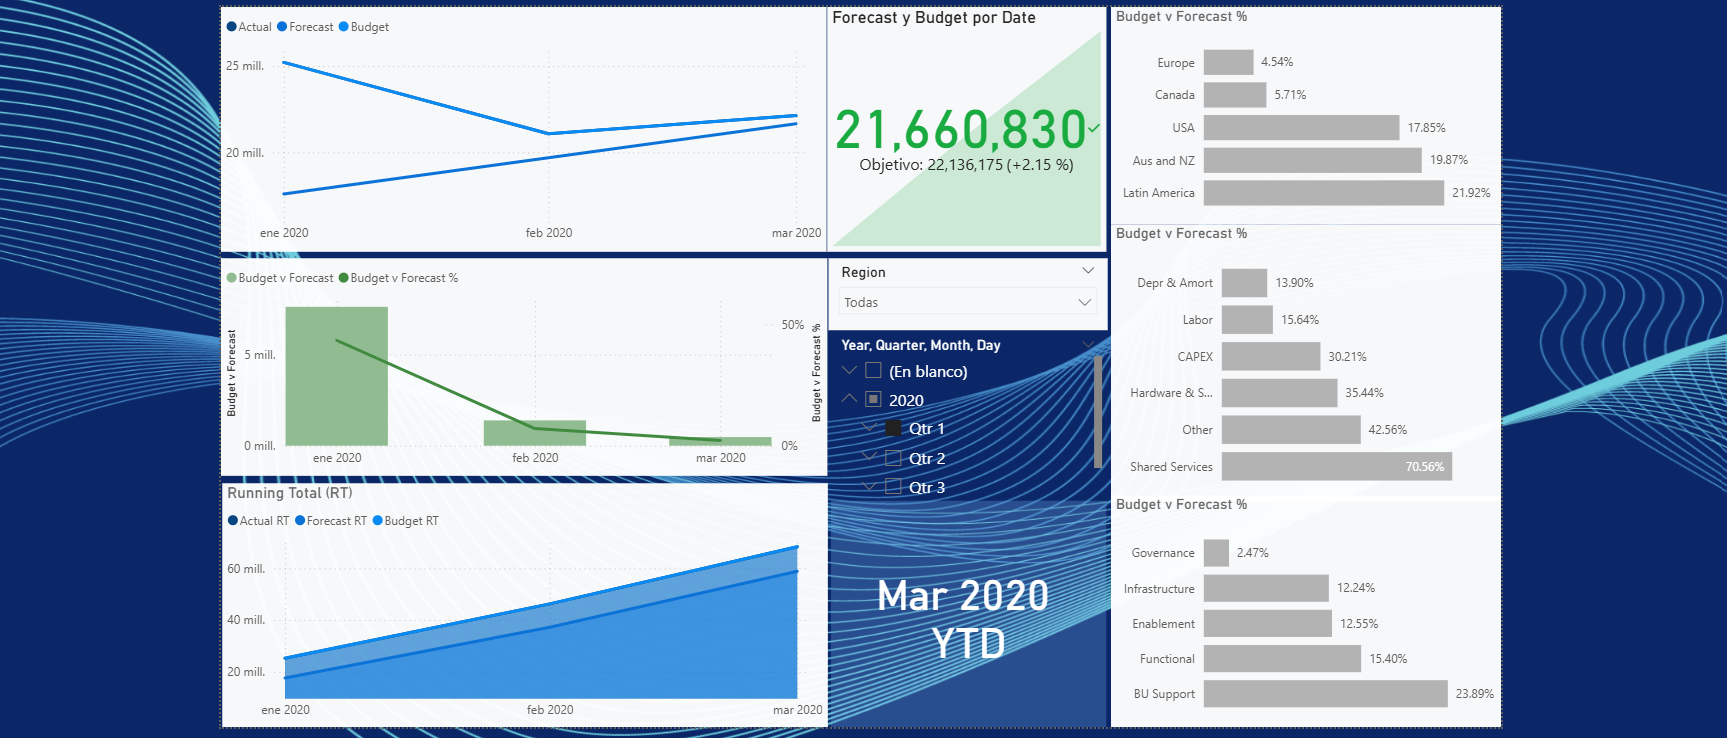 Actual Forecast Budget
25 mill.
20 mill.
ene 2020 feb 2020 mar 2020
Forecast y Budget por Date
21,660,830
Objetivo: 22,136,175 (+2.15 %)
Budget v Forecast %
Europe 4.54%
Canada 5.71%
USA 17.85%
Aus and NZ 19.87%
Latin America 21.92%
Budget v Forecast Budget v Forecast %
Budget v Forecast
5 mill.
0 mill.
50%
0%
Budget v Forecast %
ene 2020 feb 2020 mar 2020
Region
Todas
Year, Quarter, Month, Day
(En blanco)
2020
Qtr 1
Qtr 2
Qtr 3
Budget v Forecast %
Depr & Amort 13.90%
Labor 15.64%
CAPEX 30.21%
Hardware & S... 35.44%
Other 42.56%
Shared Services 70.56%
Running Total (RT)
Actual RT Forecast RT Budget RT
60 mill.
40 mill.
20 mill.
ene 2020 feb 2020 mar 2020
Mar 2020
YTD
Budget v Forecast %
Governance 2.47%
Infrastructure 12.24%
Enablement 12.55%
Functional 15.40%
BU Support 23.89%